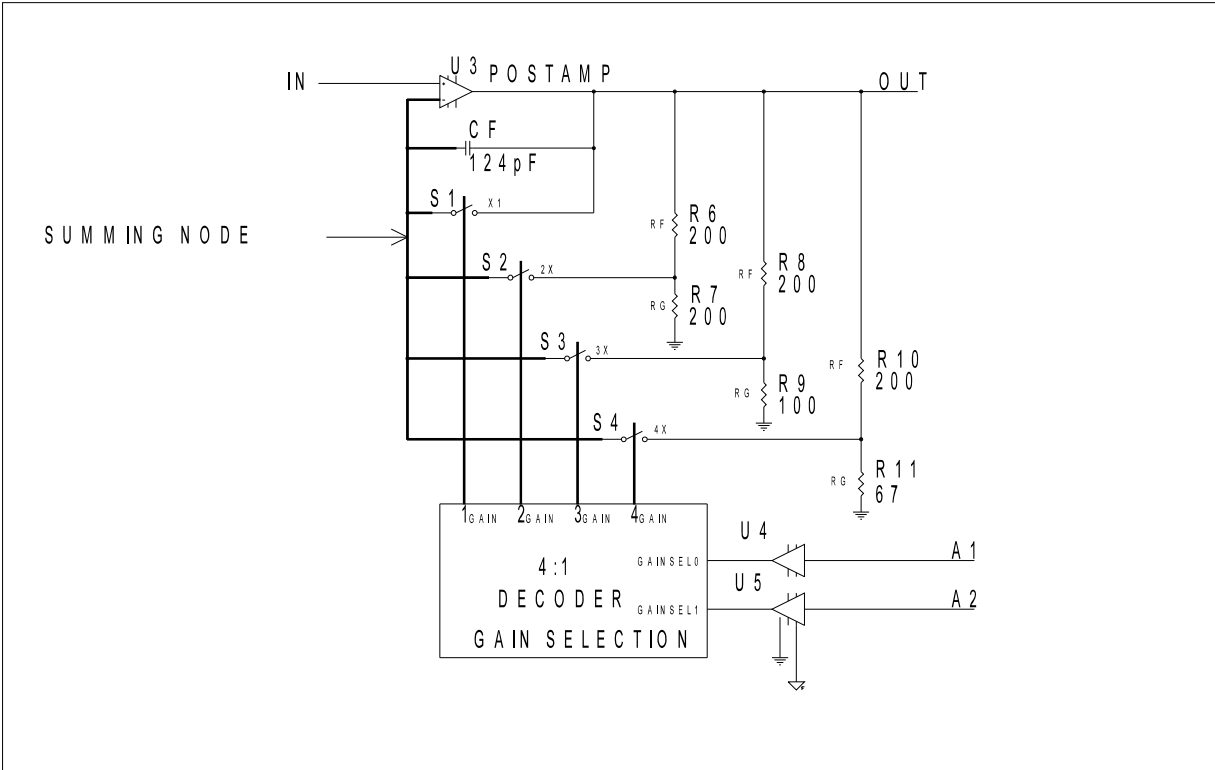 U3
POSTAMP
IN
OUT
CF
124pF
S1
X1
SUMMING NODE
RF
R6
200
S2
2X
RG
R7
200
RF
R8
200
S3
3X
RG
R9
100
RF
R10
200
S4
4X
RG
R11
67
1GAIN 2GAIN 3GAIN 4GAIN
U4
A1
GAINSEL0
4:1
DECODER
GAIN SELECTION
U5
A2
GAINSEL1